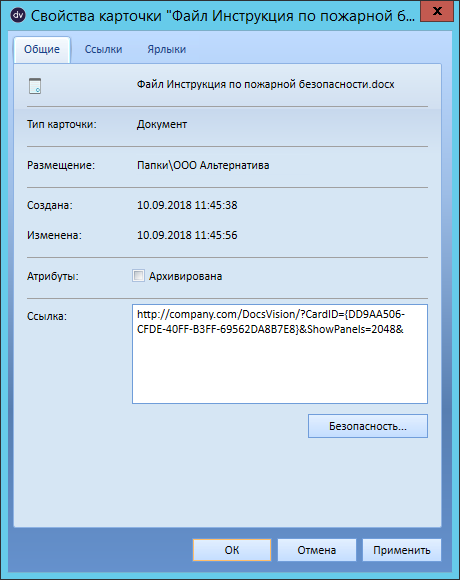 dv Свойства карточки "Файл Инструкция по пожарной б... x
Общие Ссылки Ярлыки
Файл Инструкция по пожарной безопасности.docx
Тип карточки: Документ
Размещение: Папки\ООО Альтернатива
Создана: 10.09.2018 11:45:38
Изменена: 10.09.2018 11:45:56
Атрибуты: Архивирована
Ссылка: http://company.com/DocsVision/?CardID={DD9AA506-
CFDE-40FF-B3FF-69562DA8B7E8}&ShowPanels=2048&
Безопасность...
ОК Отмена Применить